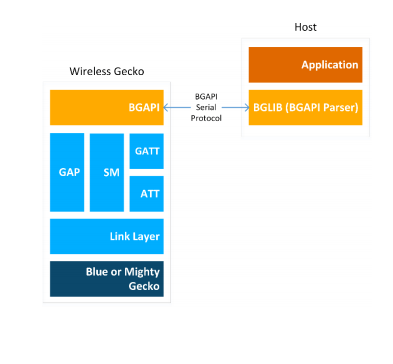 Host
Application
Wireless Gecko
BGAPI
BGAPI
Serial
Protocol
BGLIB (BGAPI Parser)
GAP
SM
GATT
ATT
Link Layer
Blue or Mighty
Gecko